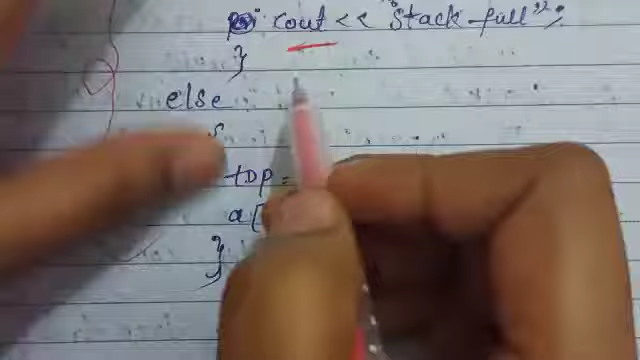 cout << "Stack-full";
}
else
{
top =
a[
}